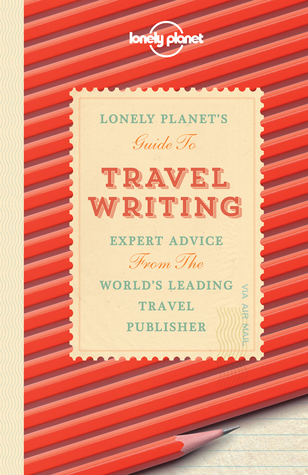 lonely planet
LONELY PLANET'S
Guide To
TRAVEL
WRITING
EXPERT ADVICE
From The
WORLD'S LEADING
TRAVEL
PUBLISHER
VIA AIR MAIL